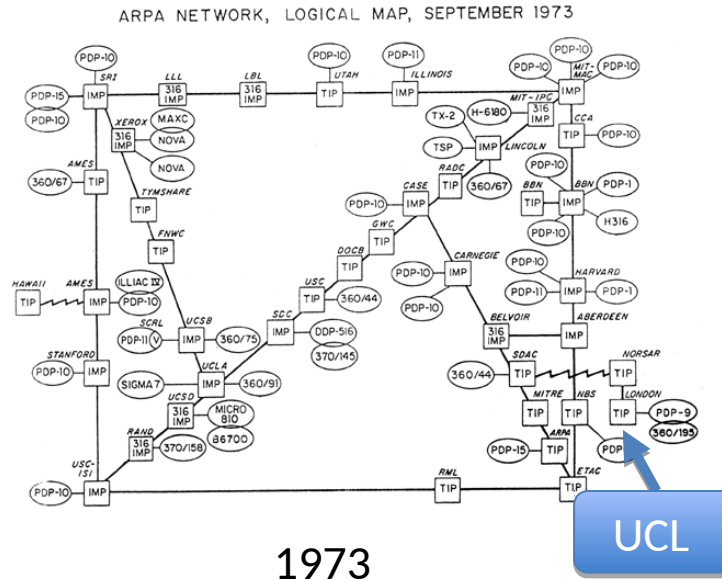 ARPA NETWORK, LOGICAL MAP, SEPTEMBER 1973
PDP-10
SRI
PDP-15
IMP
PDP-10
LLL
316
IMP
LBL
316
IMP
PDP-10
UTAH
TIP
PDP-11
ILLINOIS
IMP
PDP-10
MIT-
MAC
PDP-10
PDP-10
IMP
MIT-IPC
316
IMP
H-6180
XEROX
316
IMP
MAXC
NOVA
NOVA
TX-2
TSP
IMP
LINCOLN
360/67
CCA
TIP
PDP-10
AMES
360/67
TIP
TYMSHARE
TIP
FNWC
TIP
RADC
TIP
CASE
PDP-10
IMP
GWC
TIP
DOCB
TIP
USC
TIP
360/44
PDP-10
BBN
TIP
BBN
IMP
PDP-1
PDP-10
H316
HAWAII
TIP
AMES
IMP
ILLIAC IV
PDP-10
CARNEGIE
PDP-10
IMP
PDP-10
PDP-10
HARVARD
PDP-11
IMP
PDP-1
SCRL
PDP-11
V
UCSB
IMP
360/75
SDC
IMP
DDP-516
370/145
BELVOIR
316
IMP
ABERDEEN
IMP
STANFORD
PDP-10
IMP
UCLA
SIGMA 7
IMP
360/91
SDAC
360/44
TIP
NORSAR
TIP
UCSD
316
IMP
MICRO
810
B6700
MITRE
TIP
NBS
TIP
LONDON
TIP
PDP-9
360/195
RAND
316
IMP
370/158
ARPA
PDP-15
TIP
PDP
USC-
ISI
PDP-10
IMP
RML
TIP
ETAC
TIP
UCL
1973